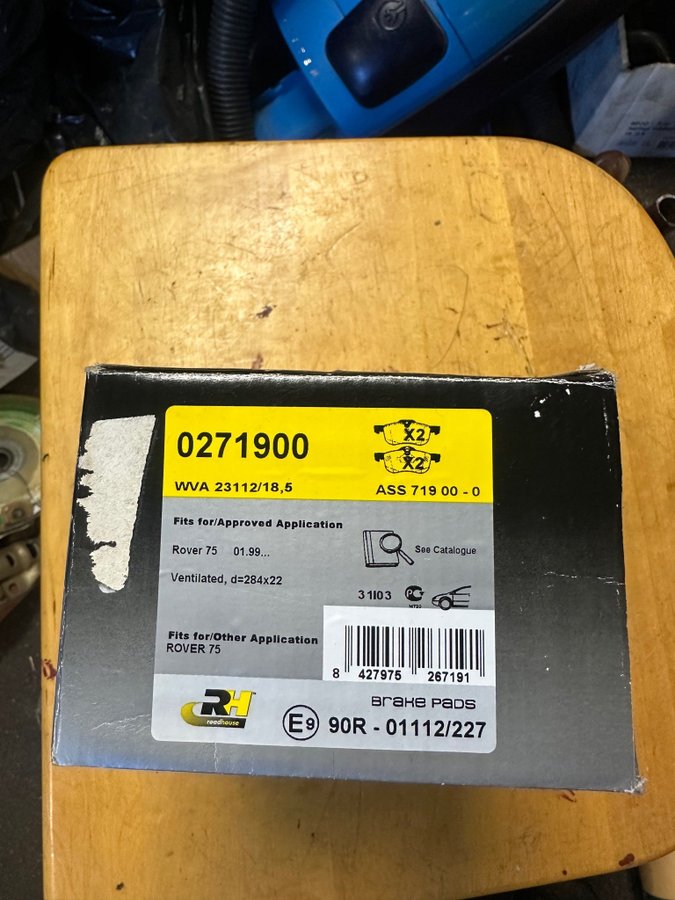 0271900
X2
X2
WVA 23112/18,5
ASS 719 00 - 0
Fits for/Approved Application
Rover 75 01.99...
See Catalogue
Ventilated, d=284x22
31I03
Fits for/Other Application
ROVER 75
8 427975 267191
RH
roadhouse
Brake Pads
E9 90R - 01112/227